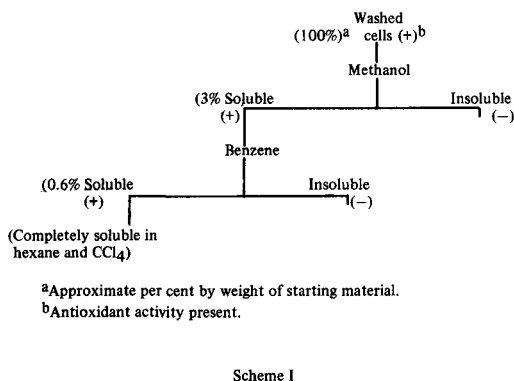 Washed
(100%)ᵃ cells (+)ᵇ
Methanol
(3% Soluble Insoluble
(+) (−)
Benzene
(0.6% Soluble Insoluble
(+) (−)
(Completely soluble in
hexane and CCl₄)
ᵃApproximate per cent by weight of starting material.
ᵇAntioxidant activity present.
Scheme I